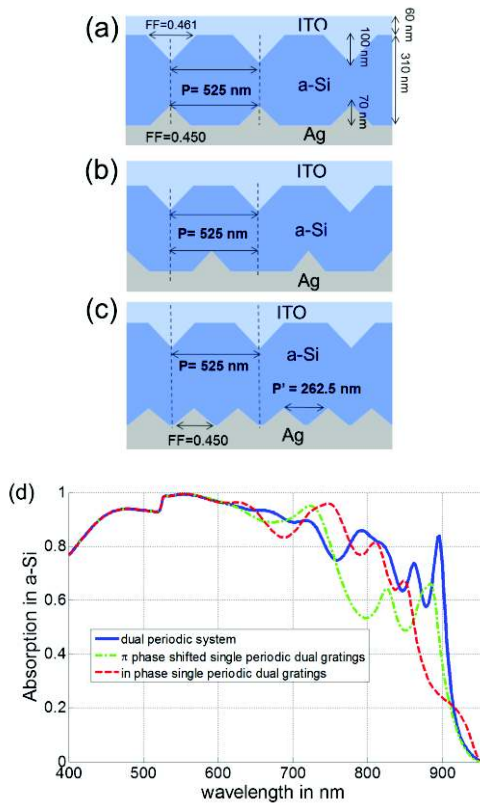 (a)
FF=0.461
ITO
60 nm
100 nm
310 nm
P= 525 nm
a-Si
70 nm
FF=0.450
Ag
(b)
ITO
P= 525 nm
a-Si
Ag
(c)
ITO
a-Si
P= 525 nm
P' = 262.5 nm
FF=0.450
Ag
(d)
Absorption in a-Si
1
0.8
0.6
0.4
0.2
0
dual periodic system
π phase shifted single periodic dual gratings
in phase single periodic dual gratings
400 500 600 700 800 900
wavelength in nm